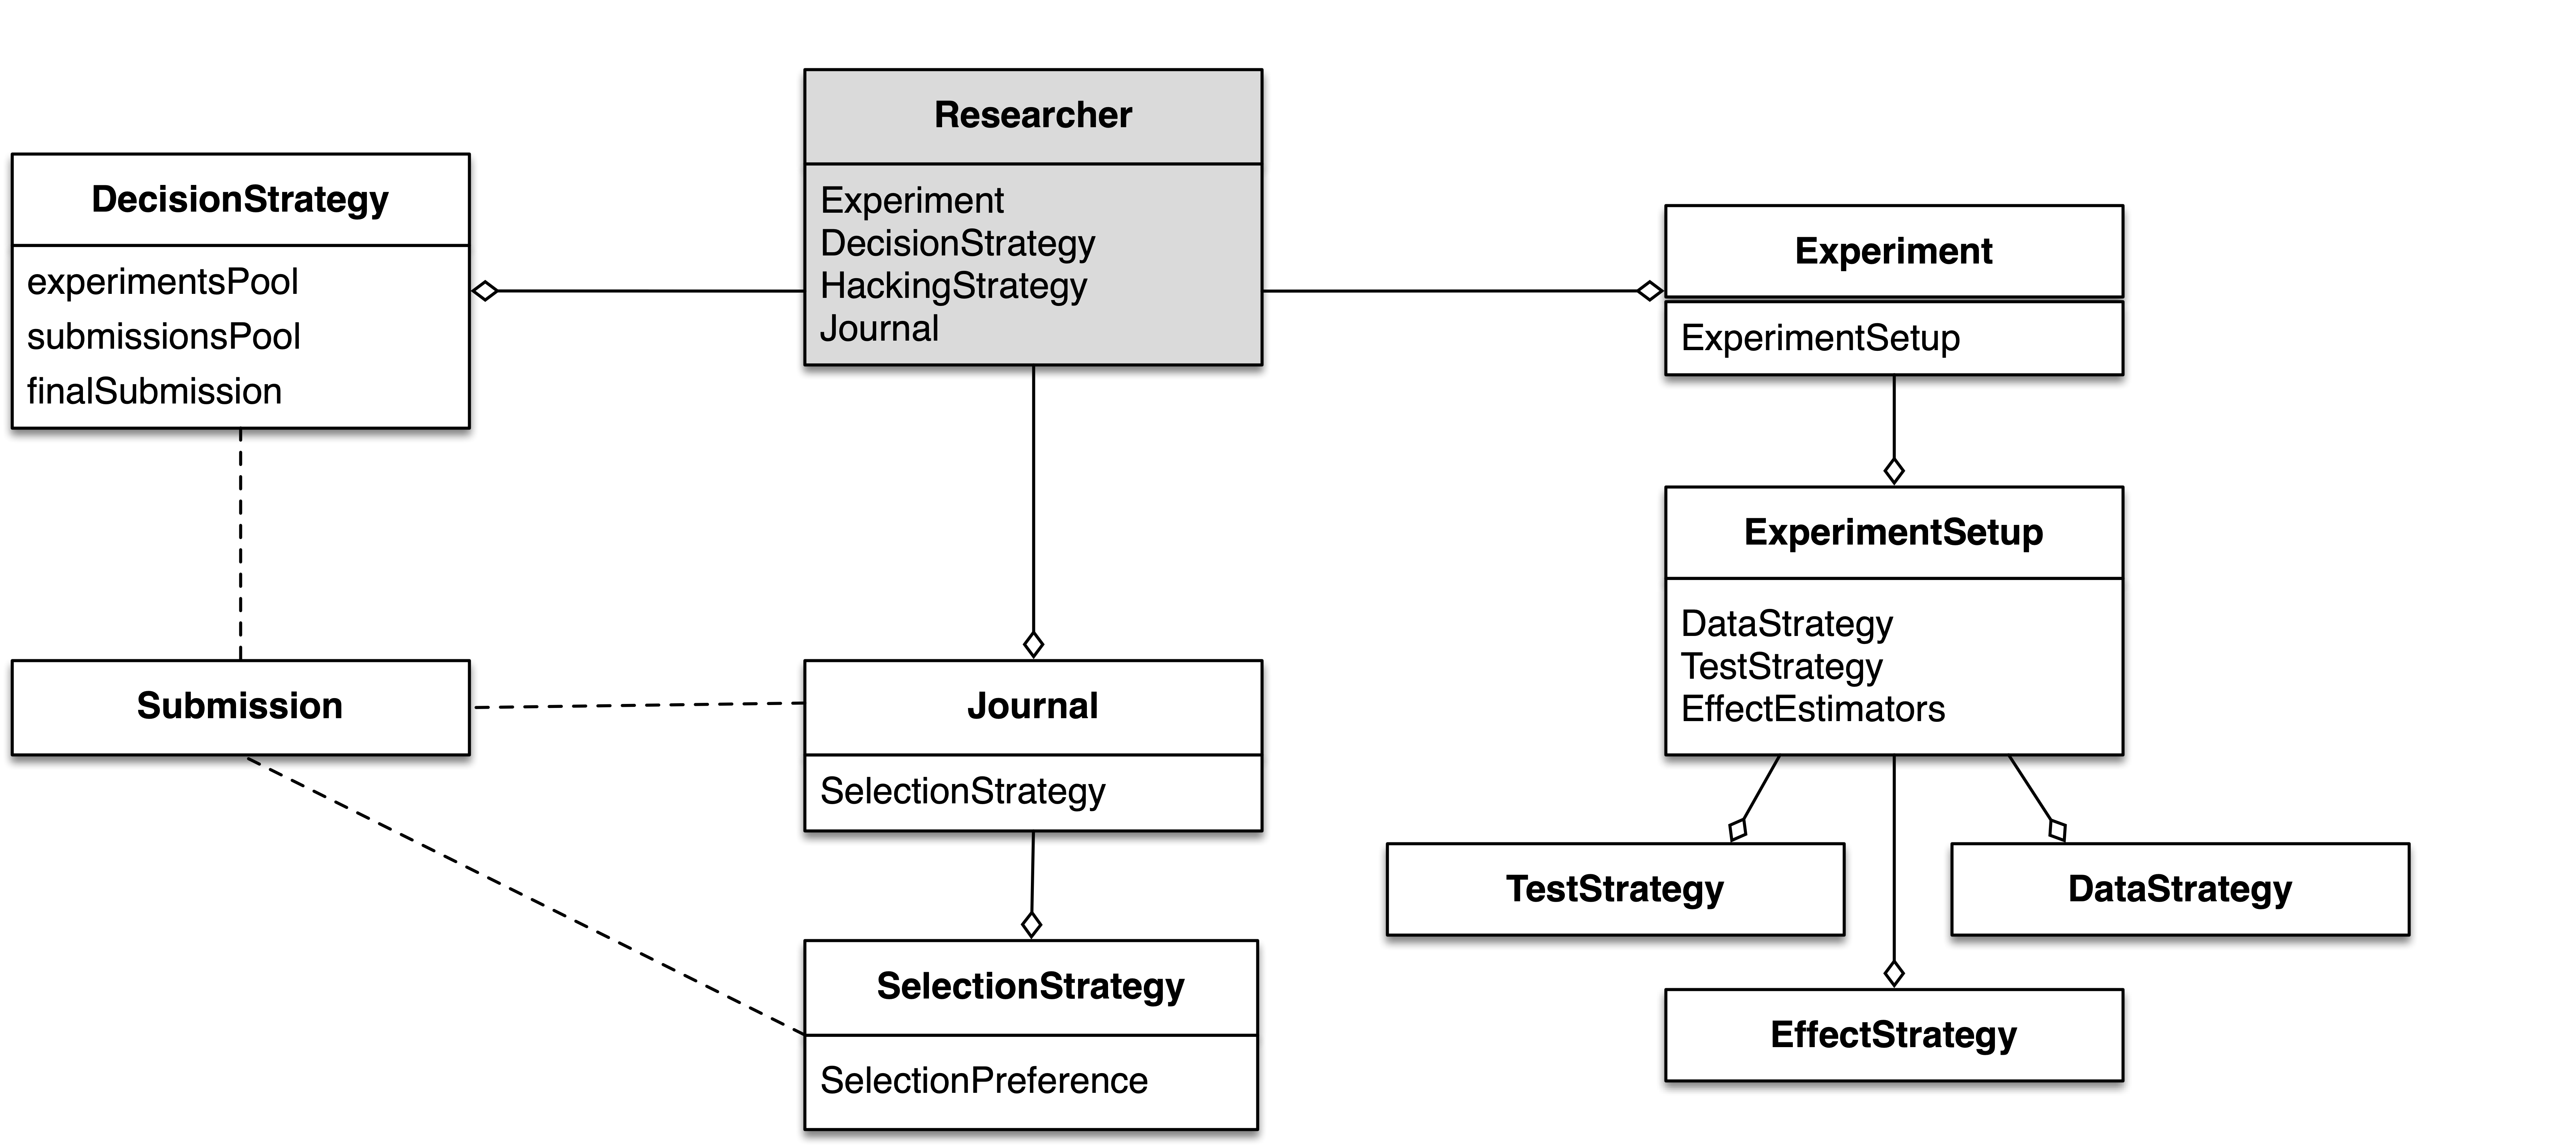 Researcher
Experiment
DecisionStrategy
HackingStrategy
Journal
DecisionStrategy
experimentsPool
submissionsPool
finalSubmission
Experiment
ExperimentSetup
ExperimentSetup
DataStrategy
TestStrategy
EffectEstimators
Submission
Journal
SelectionStrategy
TestStrategy
DataStrategy
SelectionStrategy
SelectionPreference
EffectStrategy